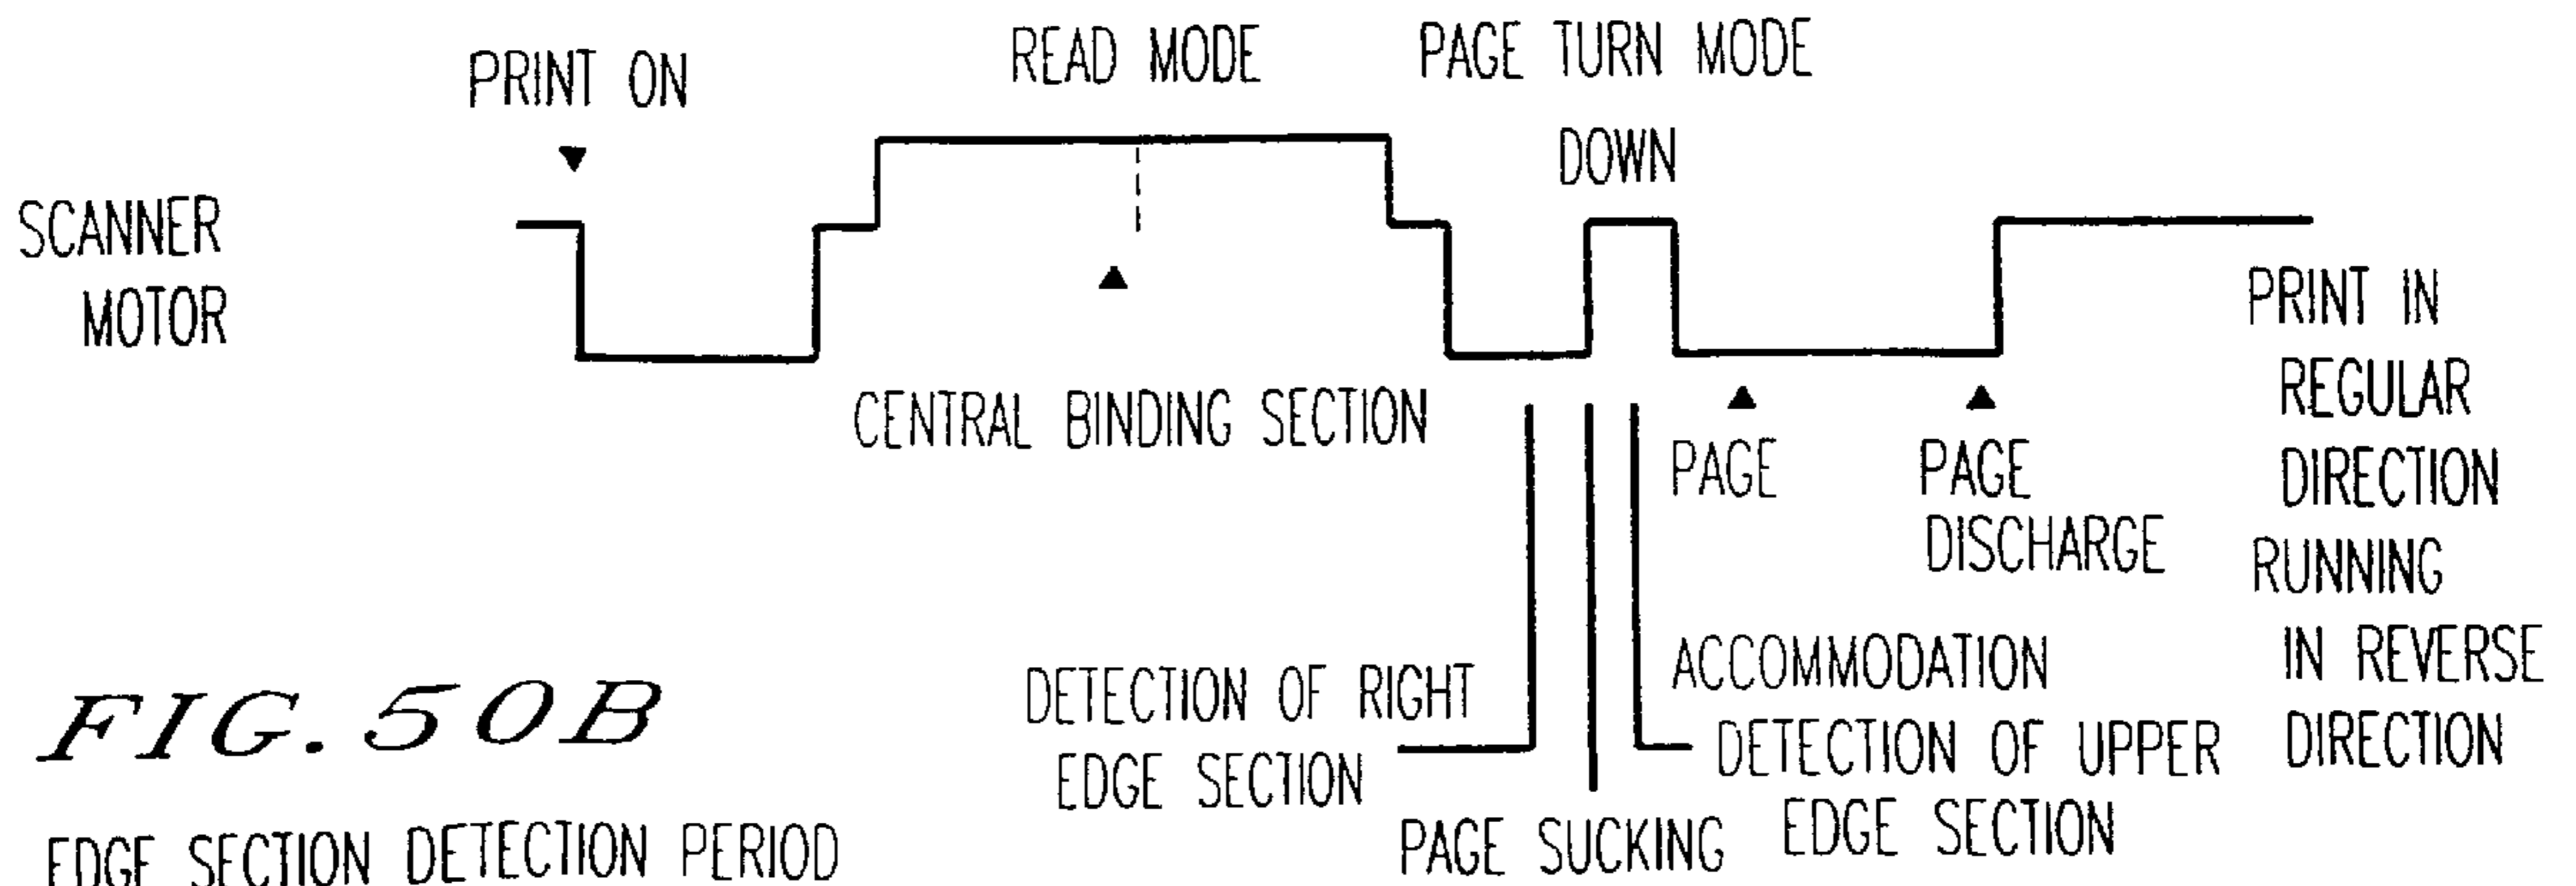 PRINT ON
READ MODE
PAGE TURN MODE
DOWN
SCANNER
MOTOR
CENTRAL BINDING SECTION
PAGE
PAGE
DISCHARGE
PRINT IN
REGULAR
DIRECTION
RUNNING
IN REVERSE
DIRECTION
DETECTION OF RIGHT
EDGE SECTION
PAGE SUCKING
ACCOMMODATION
DETECTION OF UPPER
EDGE SECTION
FIG. 50B
EDGE SECTION DETECTION PERIOD